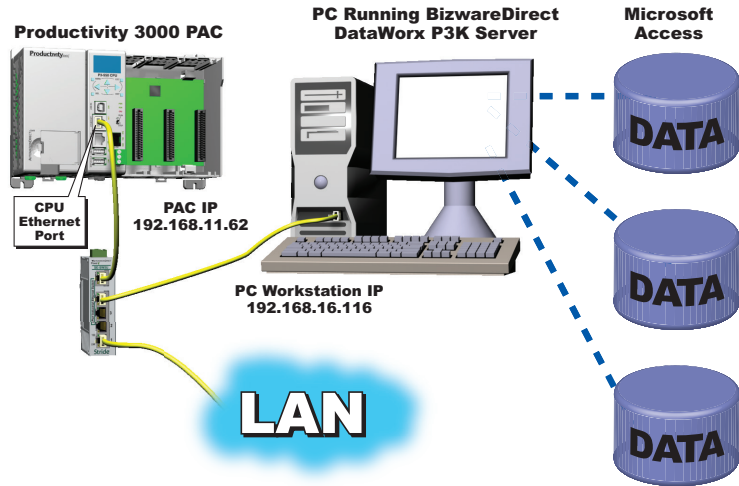 Productivity 3000 PAC
PC Running BizwareDirect
DataWorx P3K Server
Microsoft
Access
CPU
Ethernet
Port
PAC IP
192.168.11.62
PC Workstation IP
192.168.16.116
Stride
LAN
DATA
DATA
DATA